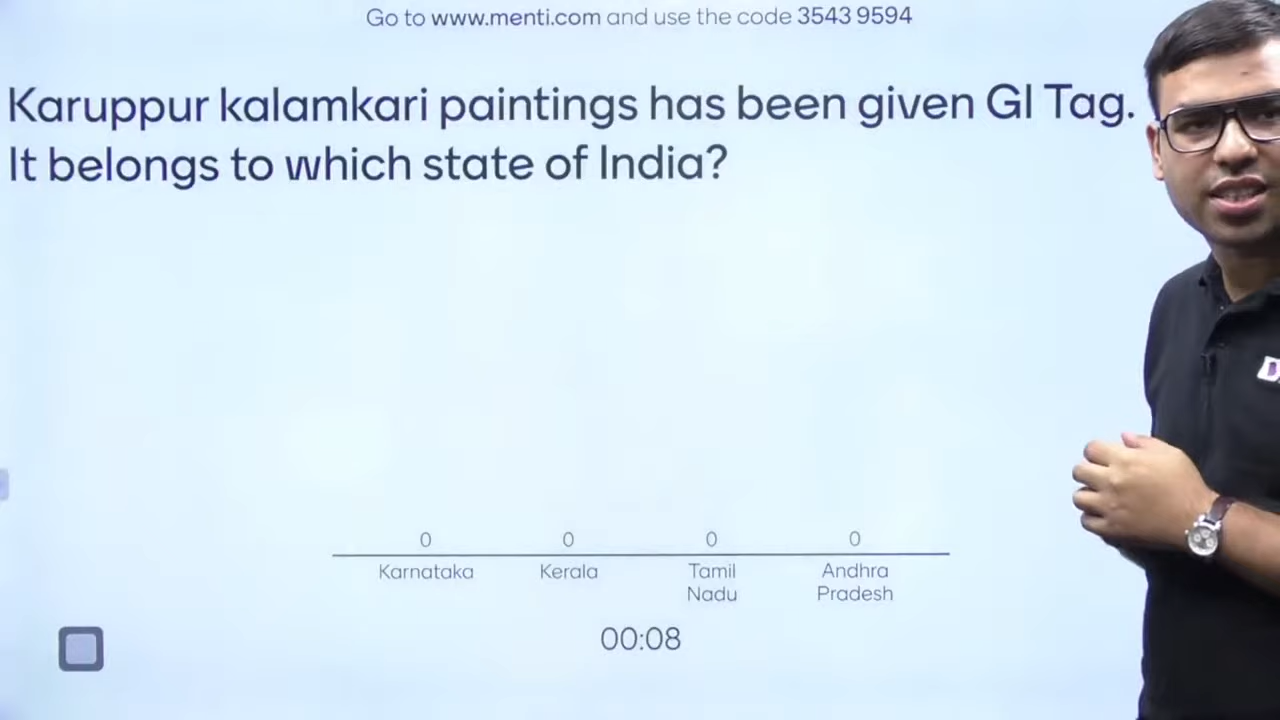 Go to www.menti.com and use the code 3543 9594
Karuppur kalamkari paintings has been given GI Tag.
It belongs to which state of India?
0 0 0 0
Karnataka Kerala Tamil Nadu Andhra Pradesh
00:08